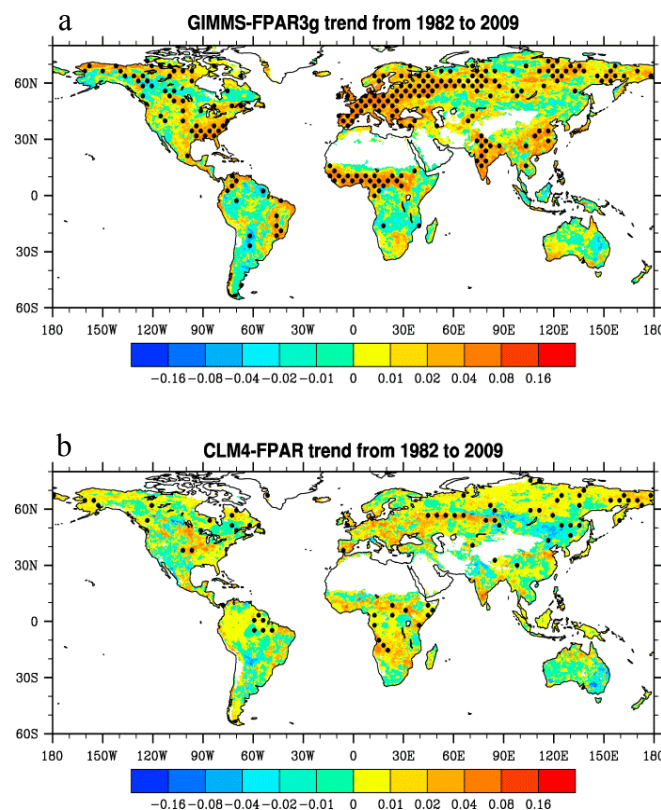 a
GIMMS-FPAR3g trend from 1982 to 2009
60N
30N
0
30S
60S
180 150W 120W 90W 60W 30W 0 30E 60E 90E 120E 150E 180
−0.16 −0.08 −0.04 −0.02 −0.01 0 0.01 0.02 0.04 0.08 0.16
b
CLM4-FPAR trend from 1982 to 2009
60N
30N
0
30S
60S
180 150W 120W 90W 60W 30W 0 30E 60E 90E 120E 150E 180
−0.16 −0.08 −0.04 −0.02 −0.01 0 0.01 0.02 0.04 0.08 0.16